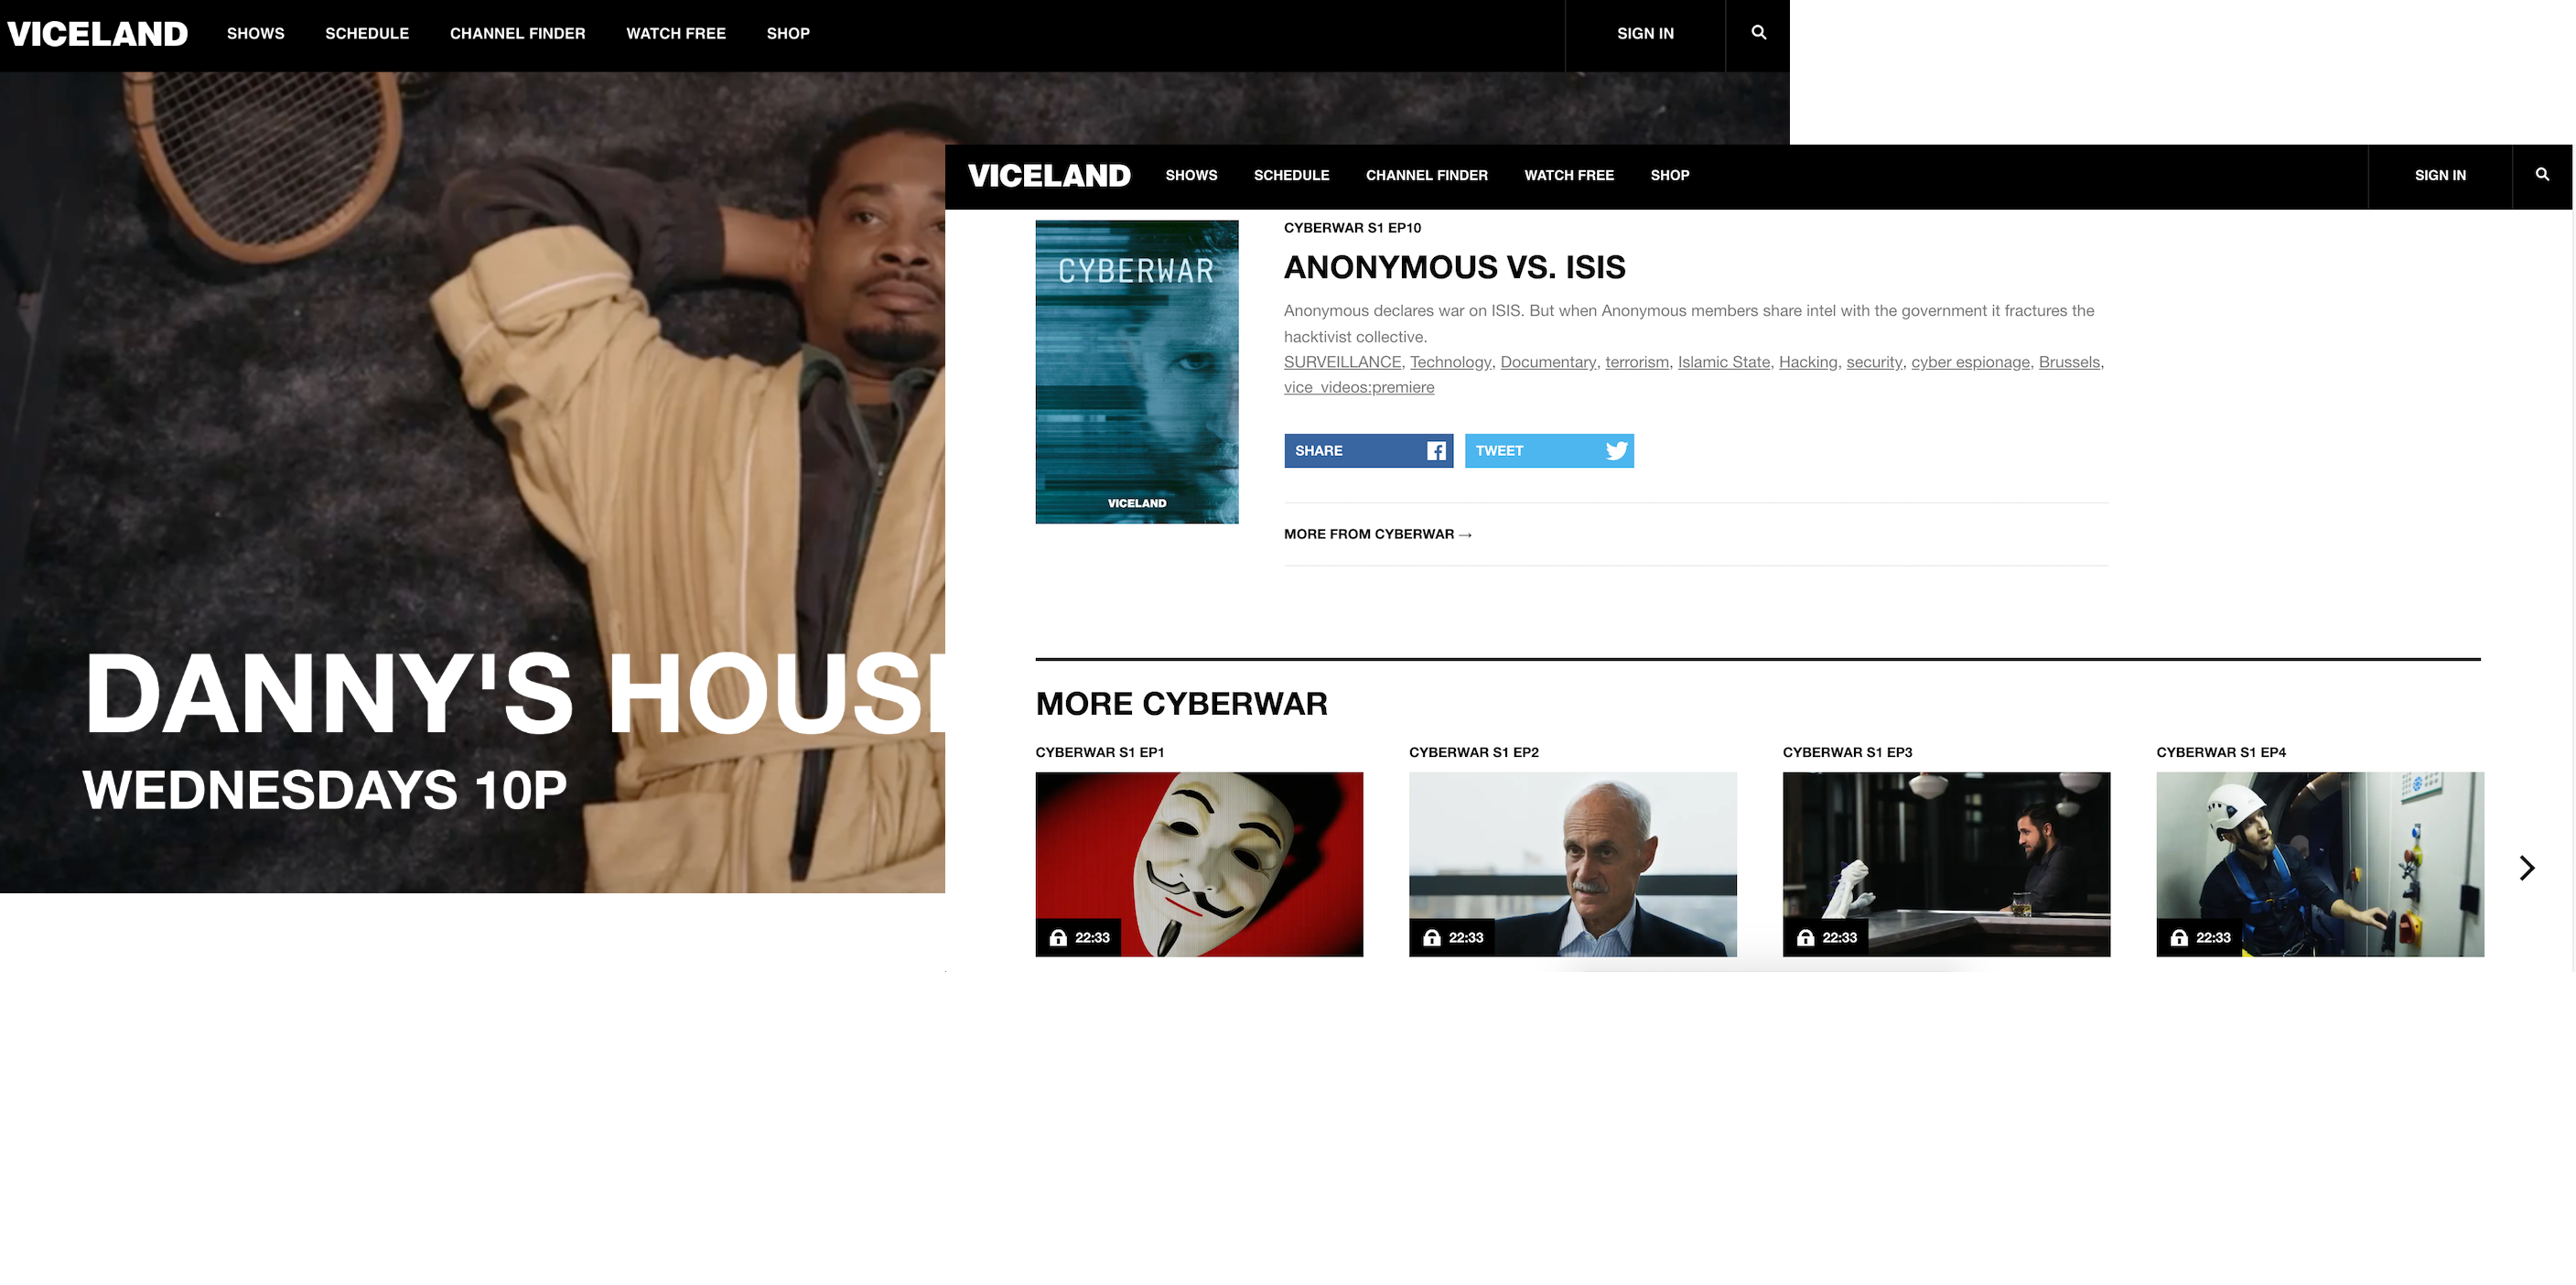 VICELAND SHOWS SCHEDULE CHANNEL FINDER WATCH FREE SHOP SIGN IN
DANNY'S HOUSE
WEDNESDAYS 10P
VICELAND SHOWS SCHEDULE CHANNEL FINDER WATCH FREE SHOP SIGN IN
CYBERWAR
VICELAND
CYBERWAR S1 EP10
ANONYMOUS VS. ISIS
Anonymous declares war on ISIS. But when Anonymous members share intel with the government it fractures the
hacktivist collective.
SURVEILLANCE, Technology, Documentary, terrorism, Islamic State, Hacking, security, cyber espionage, Brussels,
vice_videos:premiere
SHARE TWEET
MORE FROM CYBERWAR →
MORE CYBERWAR
CYBERWAR S1 EP1 CYBERWAR S1 EP2 CYBERWAR S1 EP3 CYBERWAR S1 EP4
22:33 22:33 22:33 22:33